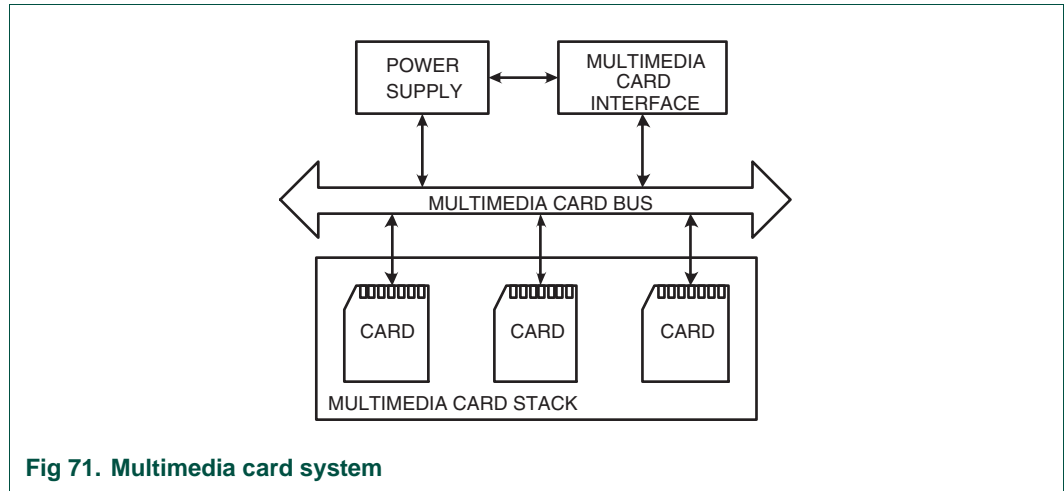 POWER
SUPPLY
MULTIMEDIA
CARD
INTERFACE
MULTIMEDIA CARD BUS
CARD
CARD
CARD
MULTIMEDIA CARD STACK
Fig 71. Multimedia card system